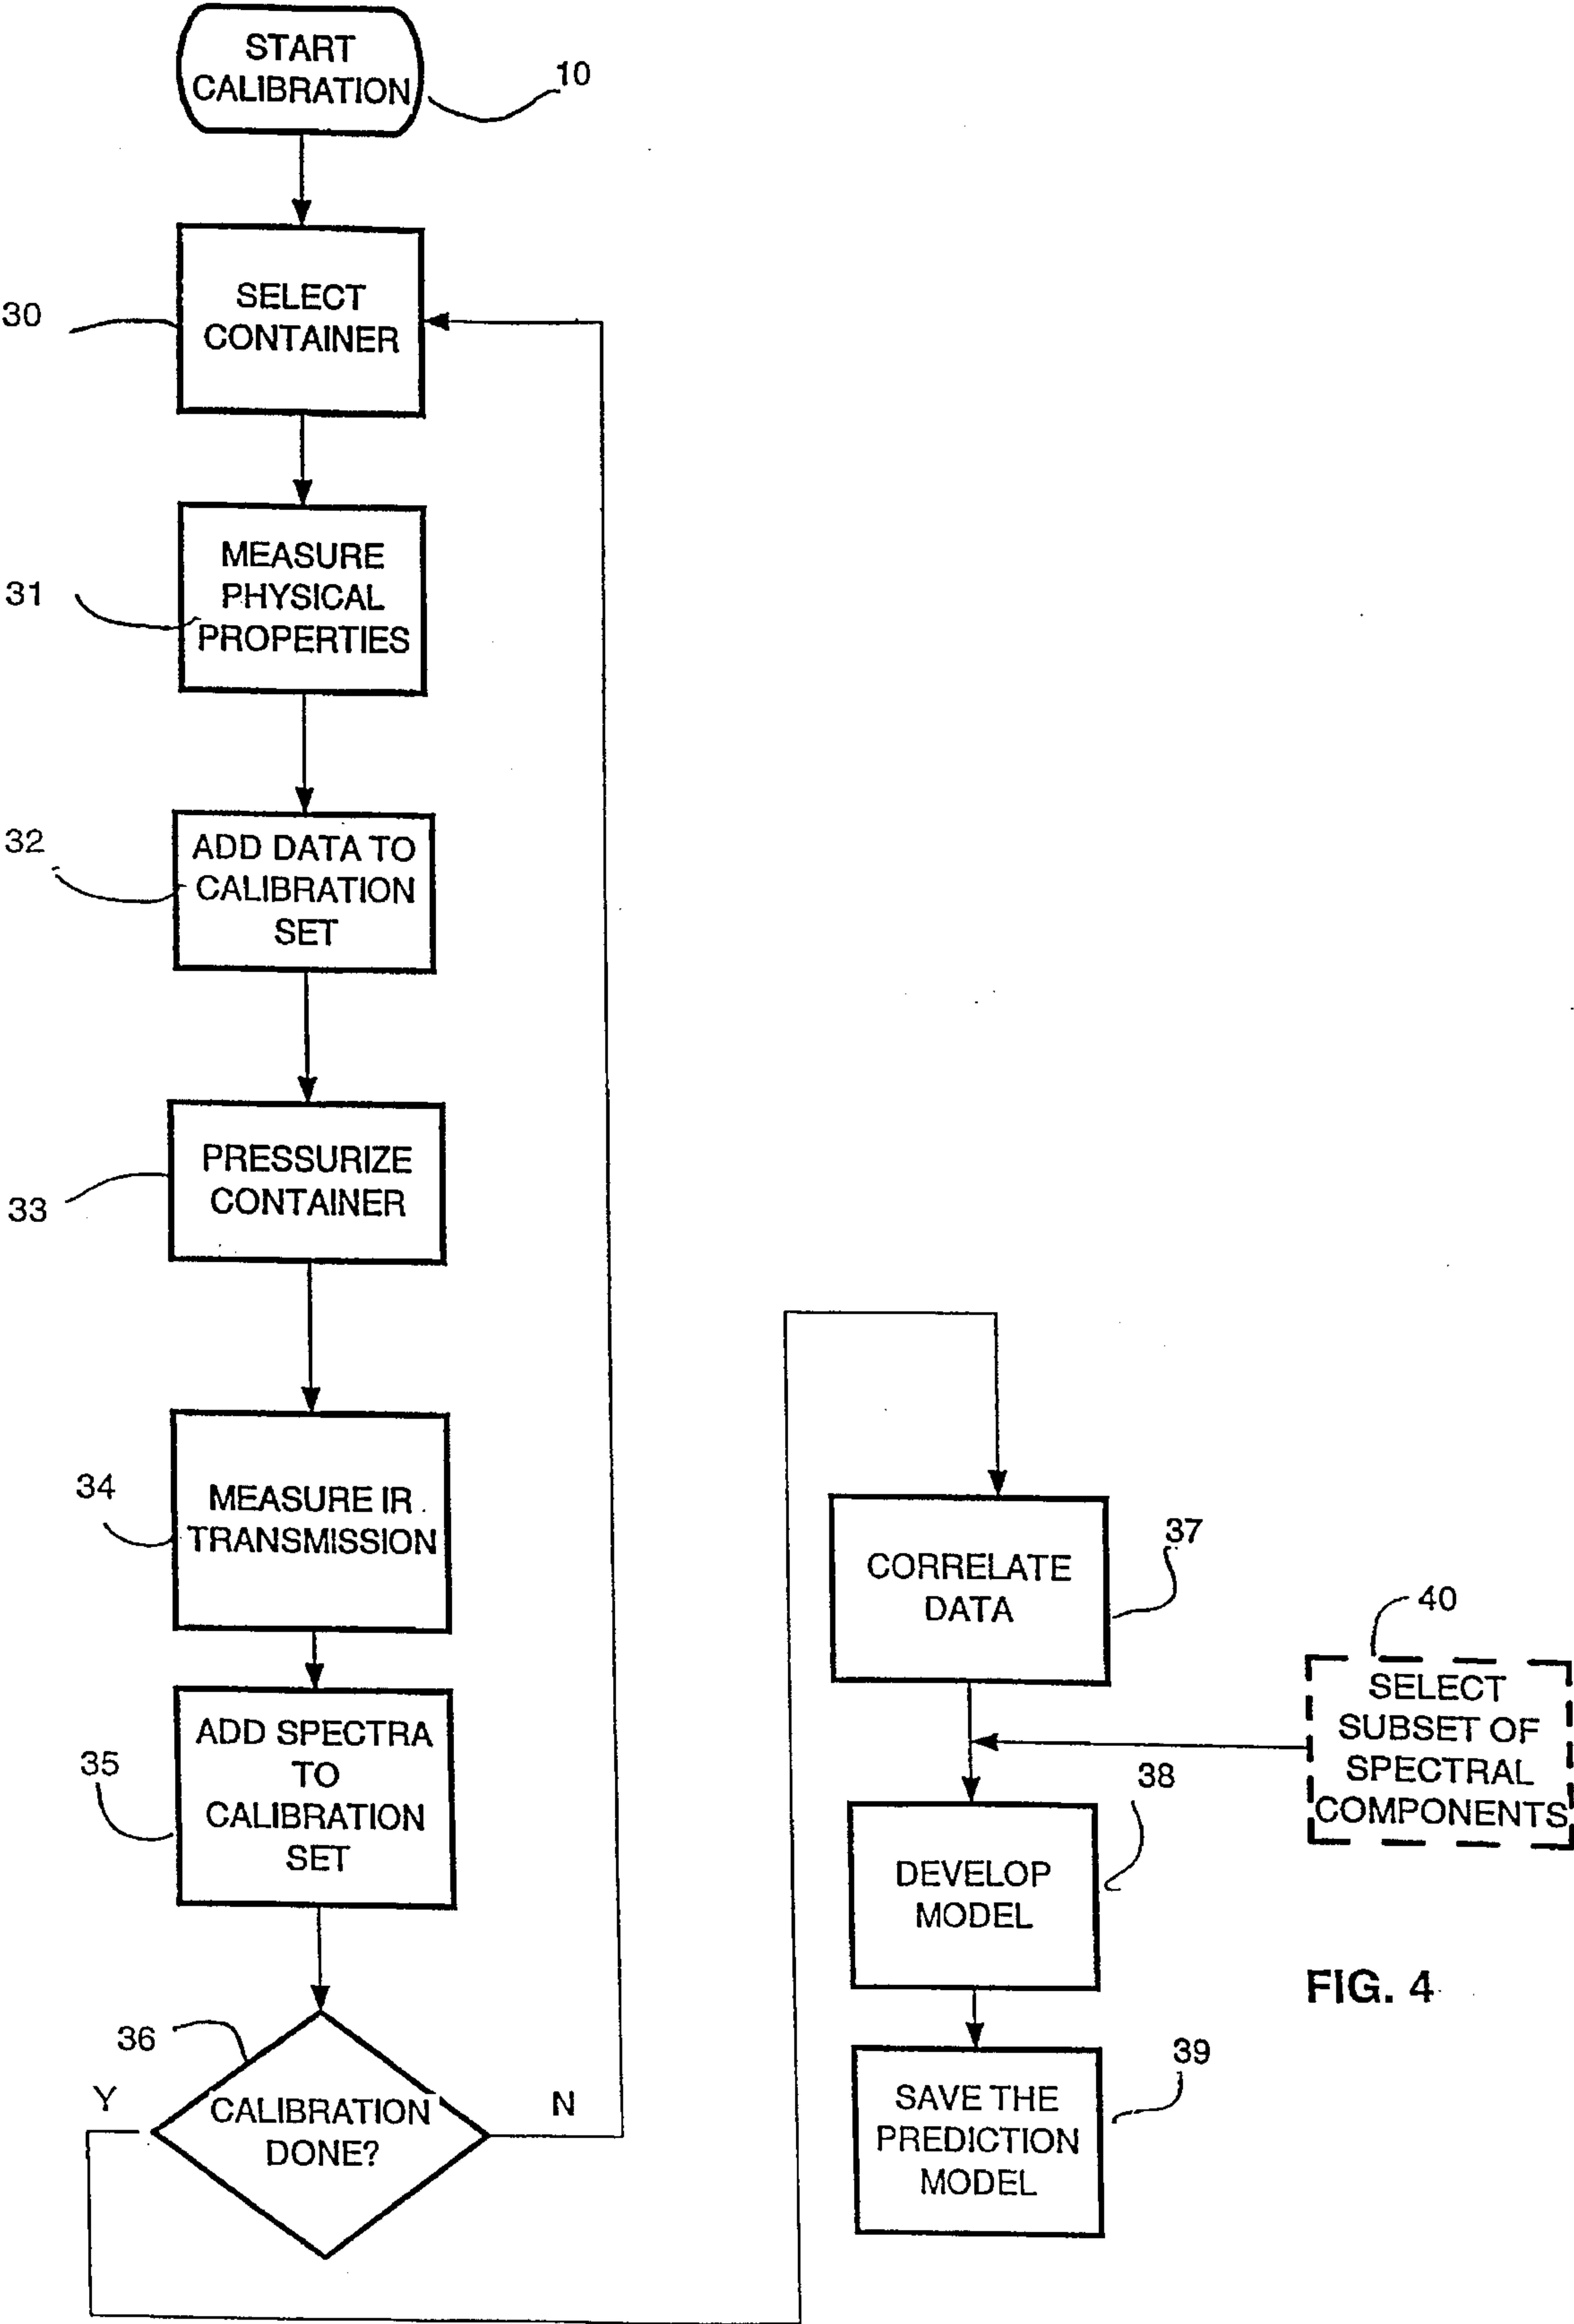 START
CALIBRATION
10
SELECT
CONTAINER
30
MEASURE
PHYSICAL
PROPERTIES
31
ADD DATA TO
CALIBRATION
SET
32
PRESSURIZE
CONTAINER
33
MEASURE IR
TRANSMISSION
34
ADD SPECTRA
TO
CALIBRATION
SET
35
36
CALIBRATION
DONE?
Y
N
CORRELATE
DATA
37
40
SELECT
SUBSET OF
SPECTRAL
COMPONENTS
38
DEVELOP
MODEL
39
SAVE THE
PREDICTION
MODEL
FIG. 4